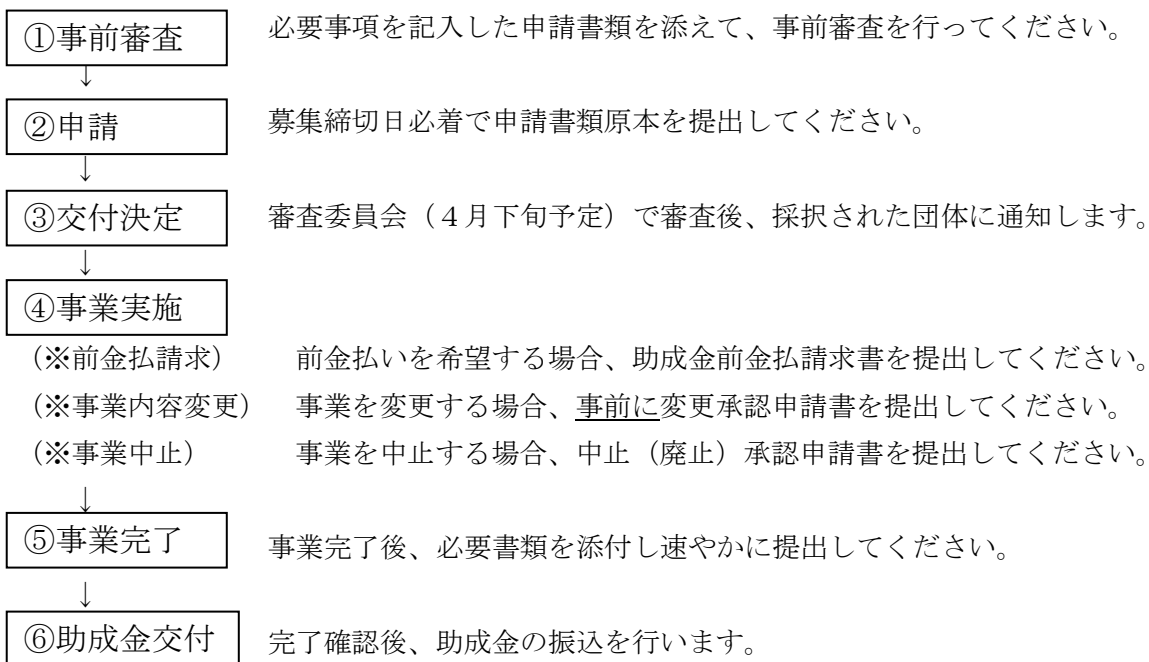 ①事前審査　必要事項を記入した申請書類を添えて、事前審査を行ってください。
↓
②申請　募集締切日必着で申請書類原本を提出してください。
↓
③交付決定　審査委員会（４月下旬予定）で審査後、採択された団体に通知します。
↓
④事業実施
（※前金払請求）　前金払いを希望する場合、助成金前金払請求書を提出してください。
（※事業内容変更）　事業を変更する場合、事前に変更承認申請書を提出してください。
（※事業中止）　事業を中止する場合、中止（廃止）承認申請書を提出してください。
↓
⑤事業完了　事業完了後、必要書類を添付し速やかに提出してください。
↓
⑥助成金交付　完了確認後、助成金の振込を行います。